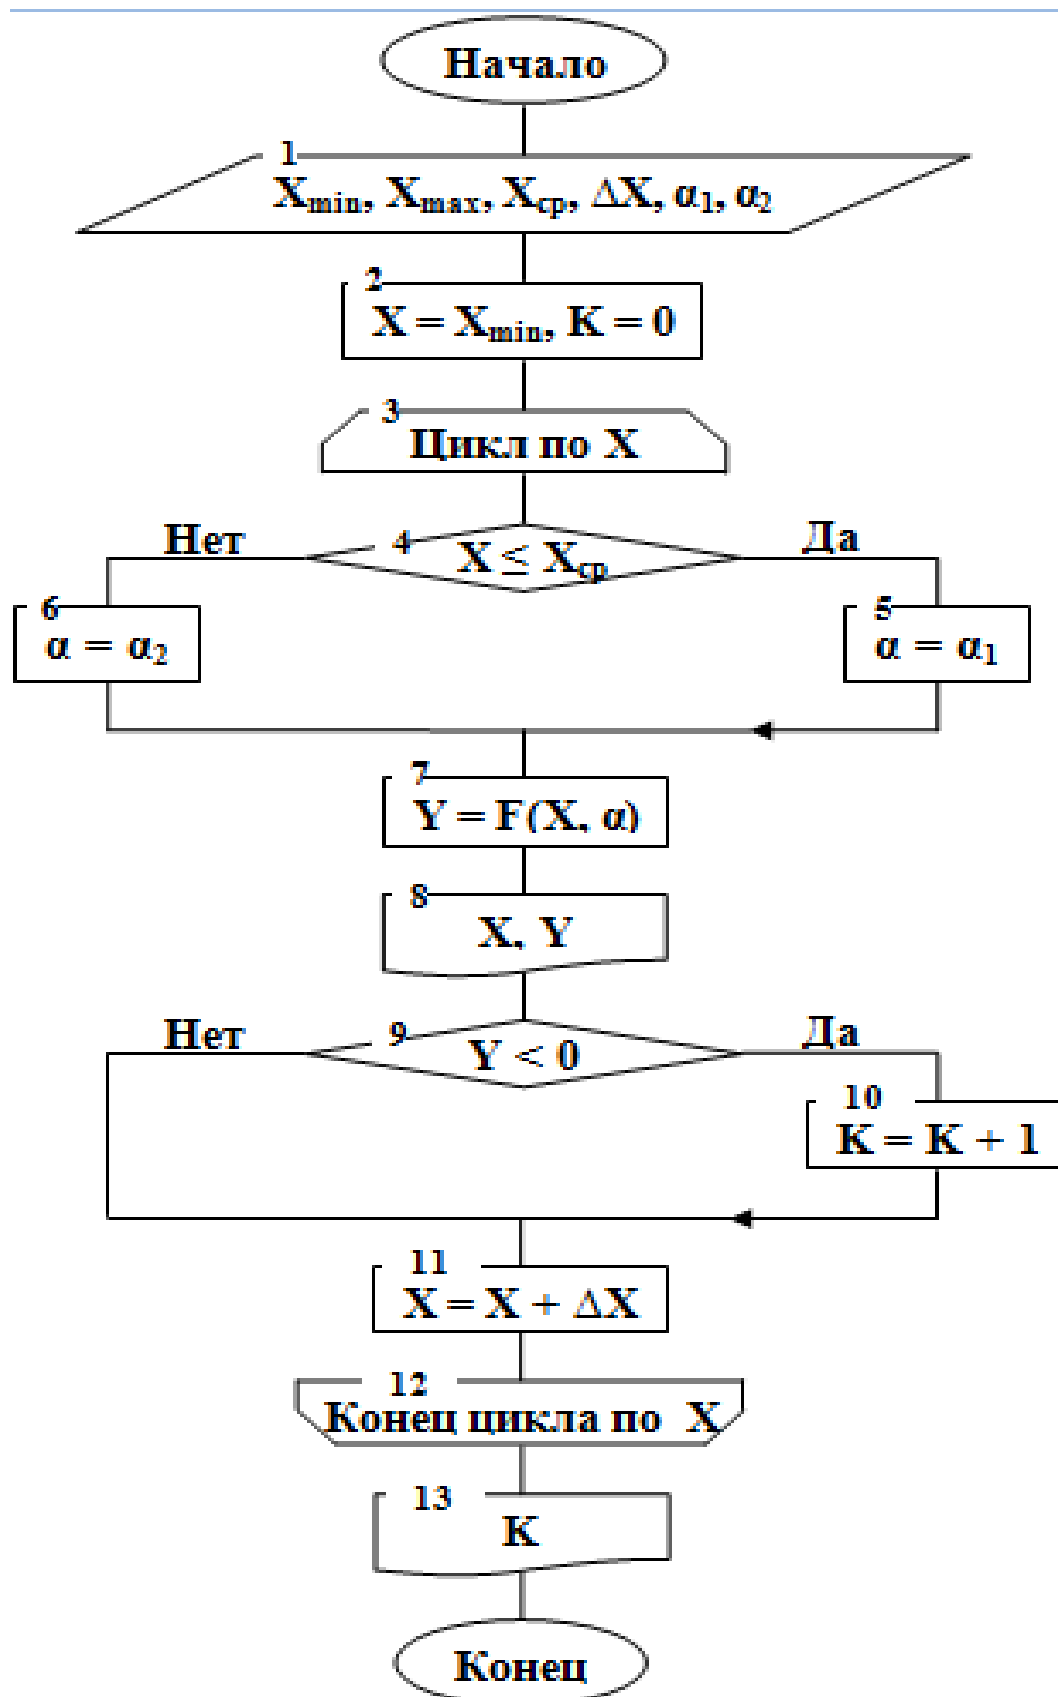 Начало
1
Xmin, Xmax, Xср, ΔX, α1, α2
2
X = Xmin, K = 0
3
Цикл по X
Нет
4
X ≤ Xср
Да
6
α = α2
5
α = α1
7
Y = F(X, α)
8
X, Y
Нет
9
Y < 0
Да
10
K = K + 1
11
X = X + ΔX
12
Конец цикла по X
13
K
Конец